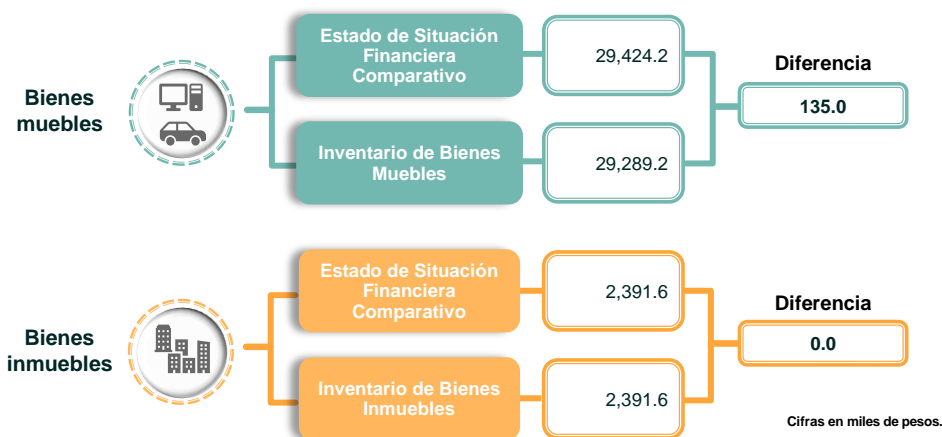 Bienes
muebles
Estado de Situación
Financiera
Comparativo
29,424.2
Inventario de Bienes
Muebles
29,289.2
Diferencia
135.0
Bienes
inmuebles
Estado de Situación
Financiera
Comparativo
2,391.6
Inventario de Bienes
Inmuebles
2,391.6
Diferencia
0.0
Cifras en miles de pesos.